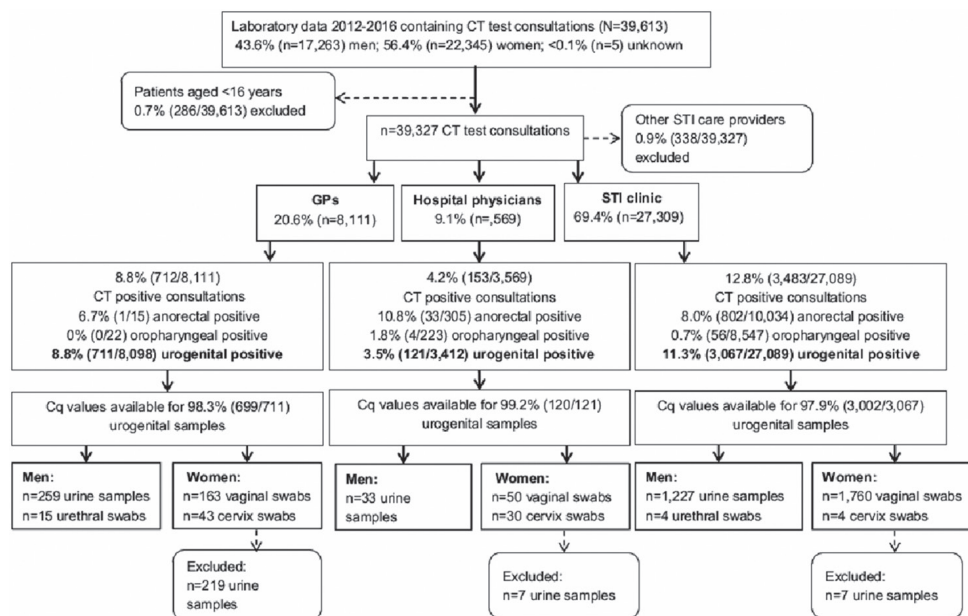 Laboratory data 2012-2016 containing CT test consultations (N=39,613)
43.6% (n=17,263) men; 56.4% (n=22,345) women; <0.1% (n=5) unknown
Patients aged <16 years
0.7% (286/39,613) excluded
n=39,327 CT test consultations
Other STI care providers
0.9% (338/39,327)
excluded
GPs
20.6% (n=8,111)
Hospital physicians
9.1% (n=,569)
STI clinic
69.4% (n=27,309)
8.8% (712/8,111)
CT positive consultations
6.7% (1/15) anorectal positive
0% (0/22) oropharyngeal positive
8.8% (711/8,098) urogenital positive
4.2% (153/3,569)
CT positive consultations
10.8% (33/305) anorectal positive
1.8% (4/223) oropharyngeal positive
3.5% (121/3,412) urogenital positive
12.8% (3,483/27,089)
CT positive consultations
8.0% (802/10,034) anorectal positive
0.7% (56/8,547) oropharyngeal positive
11.3% (3,067/27,089) urogenital positive
Cq values available for 98.3% (699/711)
urogenital samples
Cq values available for 99.2% (120/121)
urogenital samples
Cq values available for 97.9% (3,002/3,067)
urogenital samples
Men:
n=259 urine samples
n=15 urethral swabs
Women:
n=163 vaginal swabs
n=43 cervix swabs
Men:
n=33 urine
samples
Women:
n=50 vaginal swabs
n=30 cervix swabs
Men:
n=1,227 urine samples
n=4 urethral swabs
Women:
n=1,760 vaginal swabs
n=4 cervix swabs
Excluded:
n=219 urine
samples
Excluded:
n=7 urine samples
Excluded:
n=7 urine samples